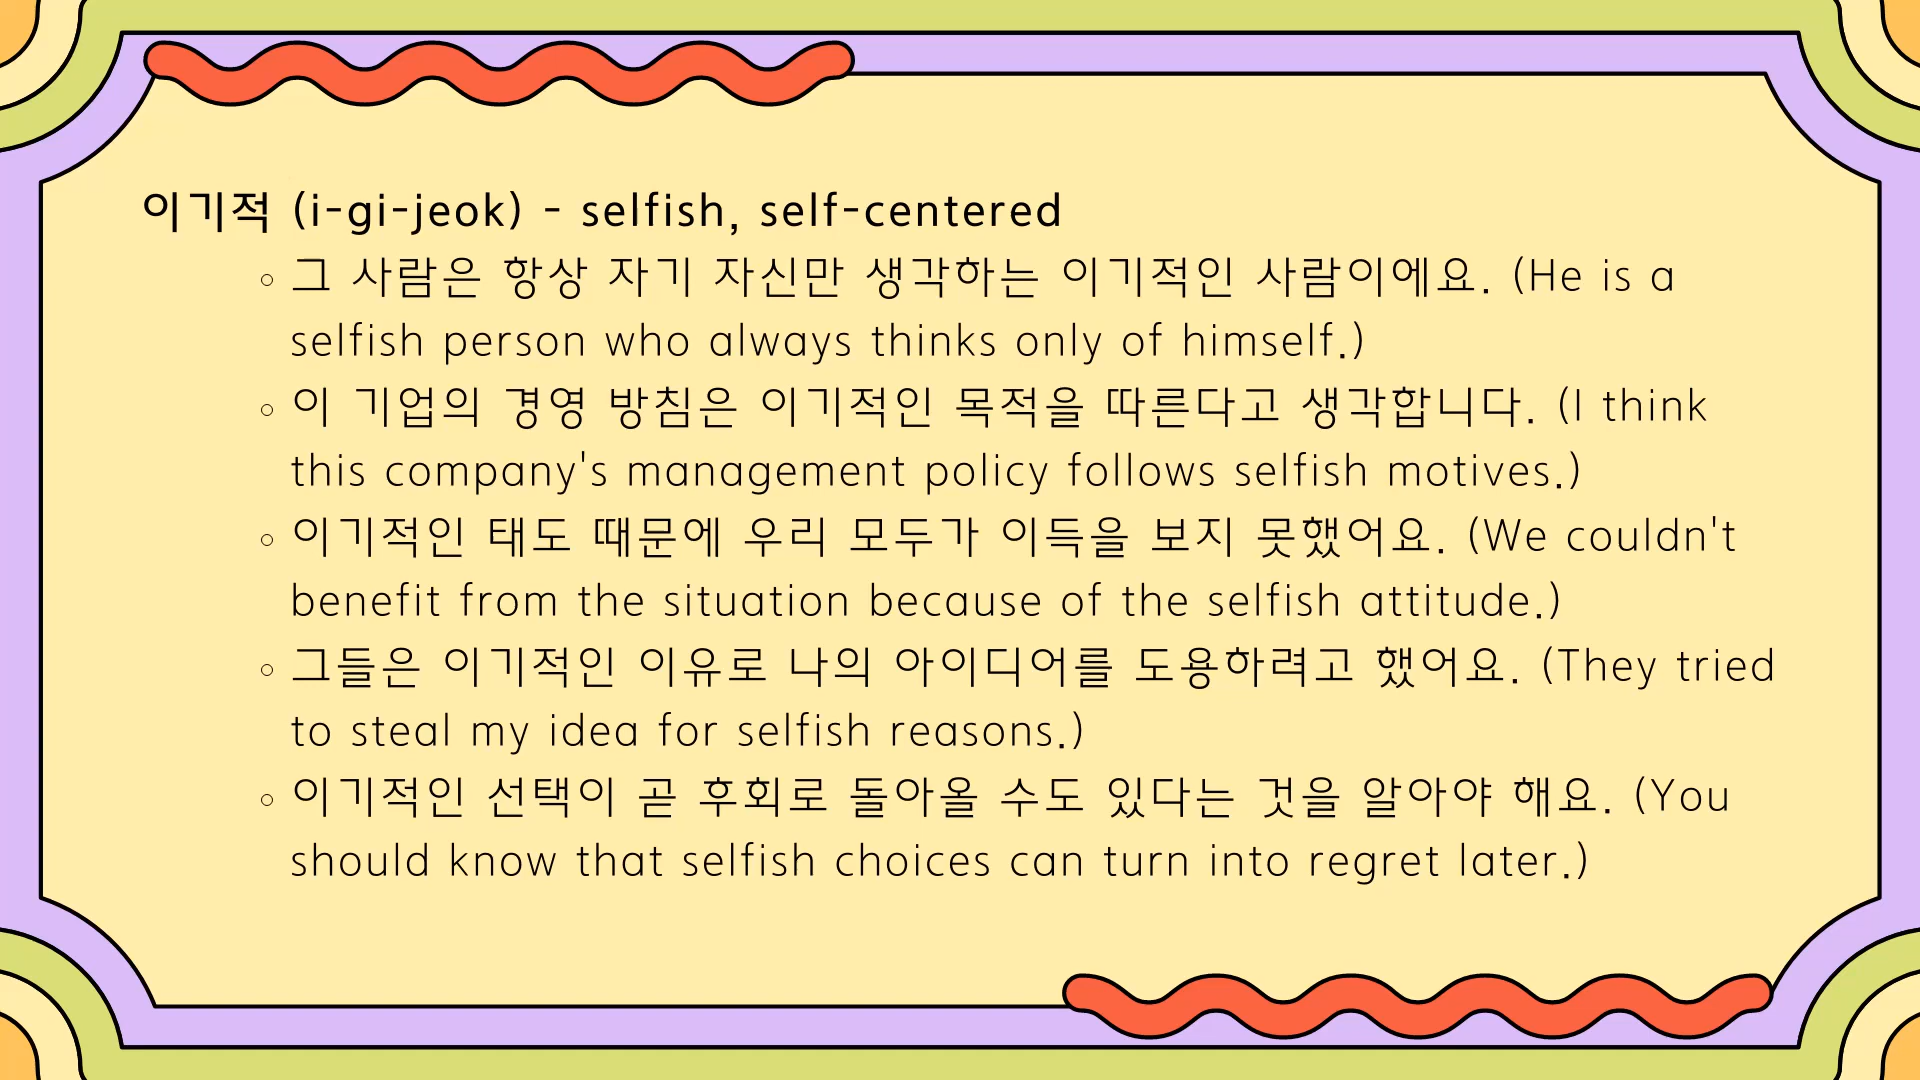 이기적 (i-gi-jeok) - selfish, self-centered
○ 그 사람은 항상 자기 자신만 생각하는 이기적인 사람이에요. (He is a
selfish person who always thinks only of himself.)
○ 이 기업의 경영 방침은 이기적인 목적을 따른다고 생각합니다. (I think
this company's management policy follows selfish motives.)
○ 이기적인 태도 때문에 우리 모두가 이득을 보지 못했어요. (We couldn't
benefit from the situation because of the selfish attitude.)
○ 그들은 이기적인 이유로 나의 아이디어를 도용하려고 했어요. (They tried
to steal my idea for selfish reasons.)
○ 이기적인 선택이 곧 후회로 돌아올 수도 있다는 것을 알아야 해요. (You
should know that selfish choices can turn into regret later.)